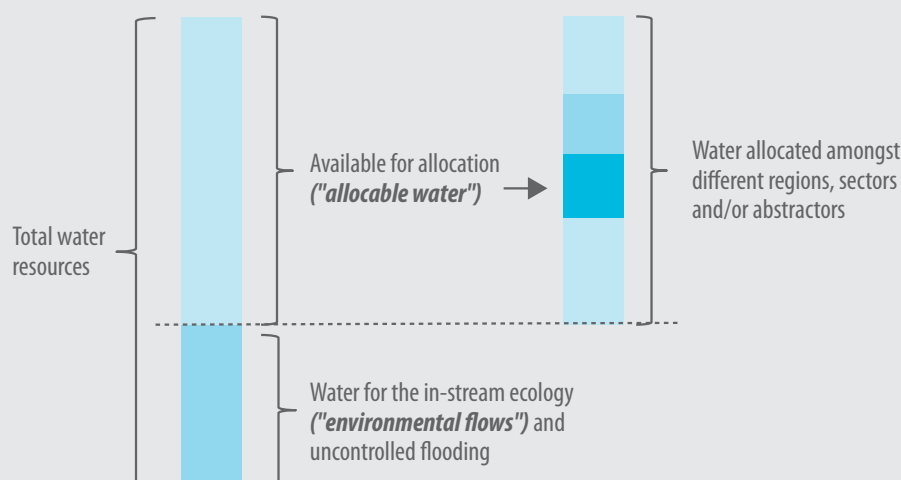 Total water
resources
Available for allocation
("allocable water")
Water for the in-stream ecology
("environmental flows") and
uncontrolled flooding
Water allocated amongst
different regions, sectors
and/or abstractors